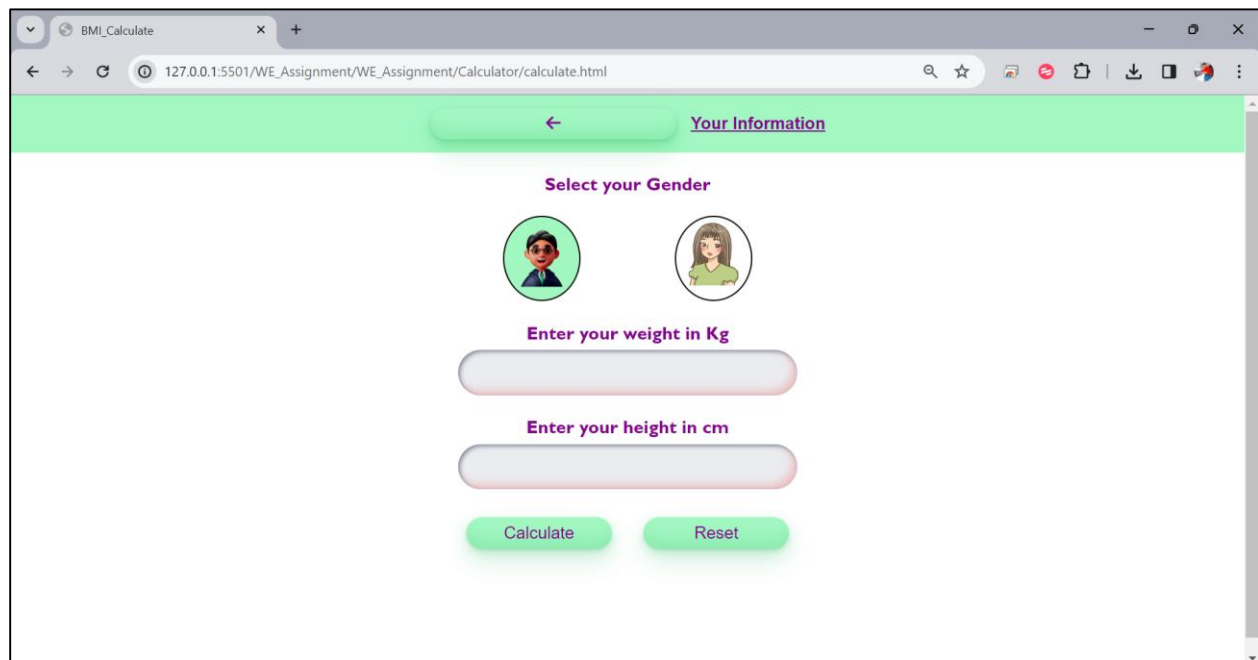 BMI_Calculate
127.0.0.1:5501/WE_Assignment/WE_Assignment/Calculator/calculate.html
Your Information
Select your Gender
Enter your weight in Kg
Enter your height in cm
Calculate Reset